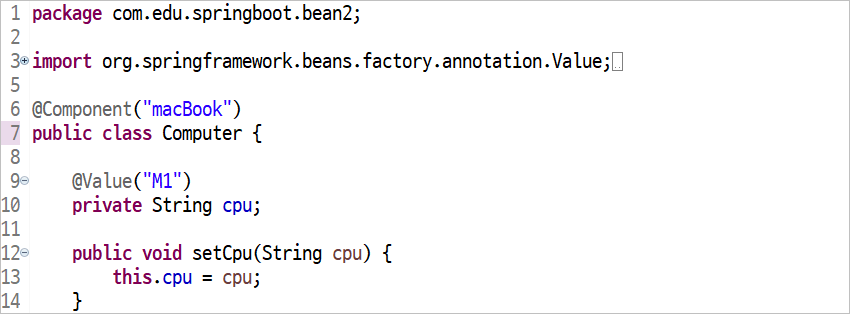 1 package com.edu.springboot.bean2;
2
3 import org.springframework.beans.factory.annotation.Value;
5
6 @Component("macBook")
7 public class Computer {
8
9     @Value("M1")
10     private String cpu;
11
12     public void setCpu(String cpu) {
13         this.cpu = cpu;
14     }